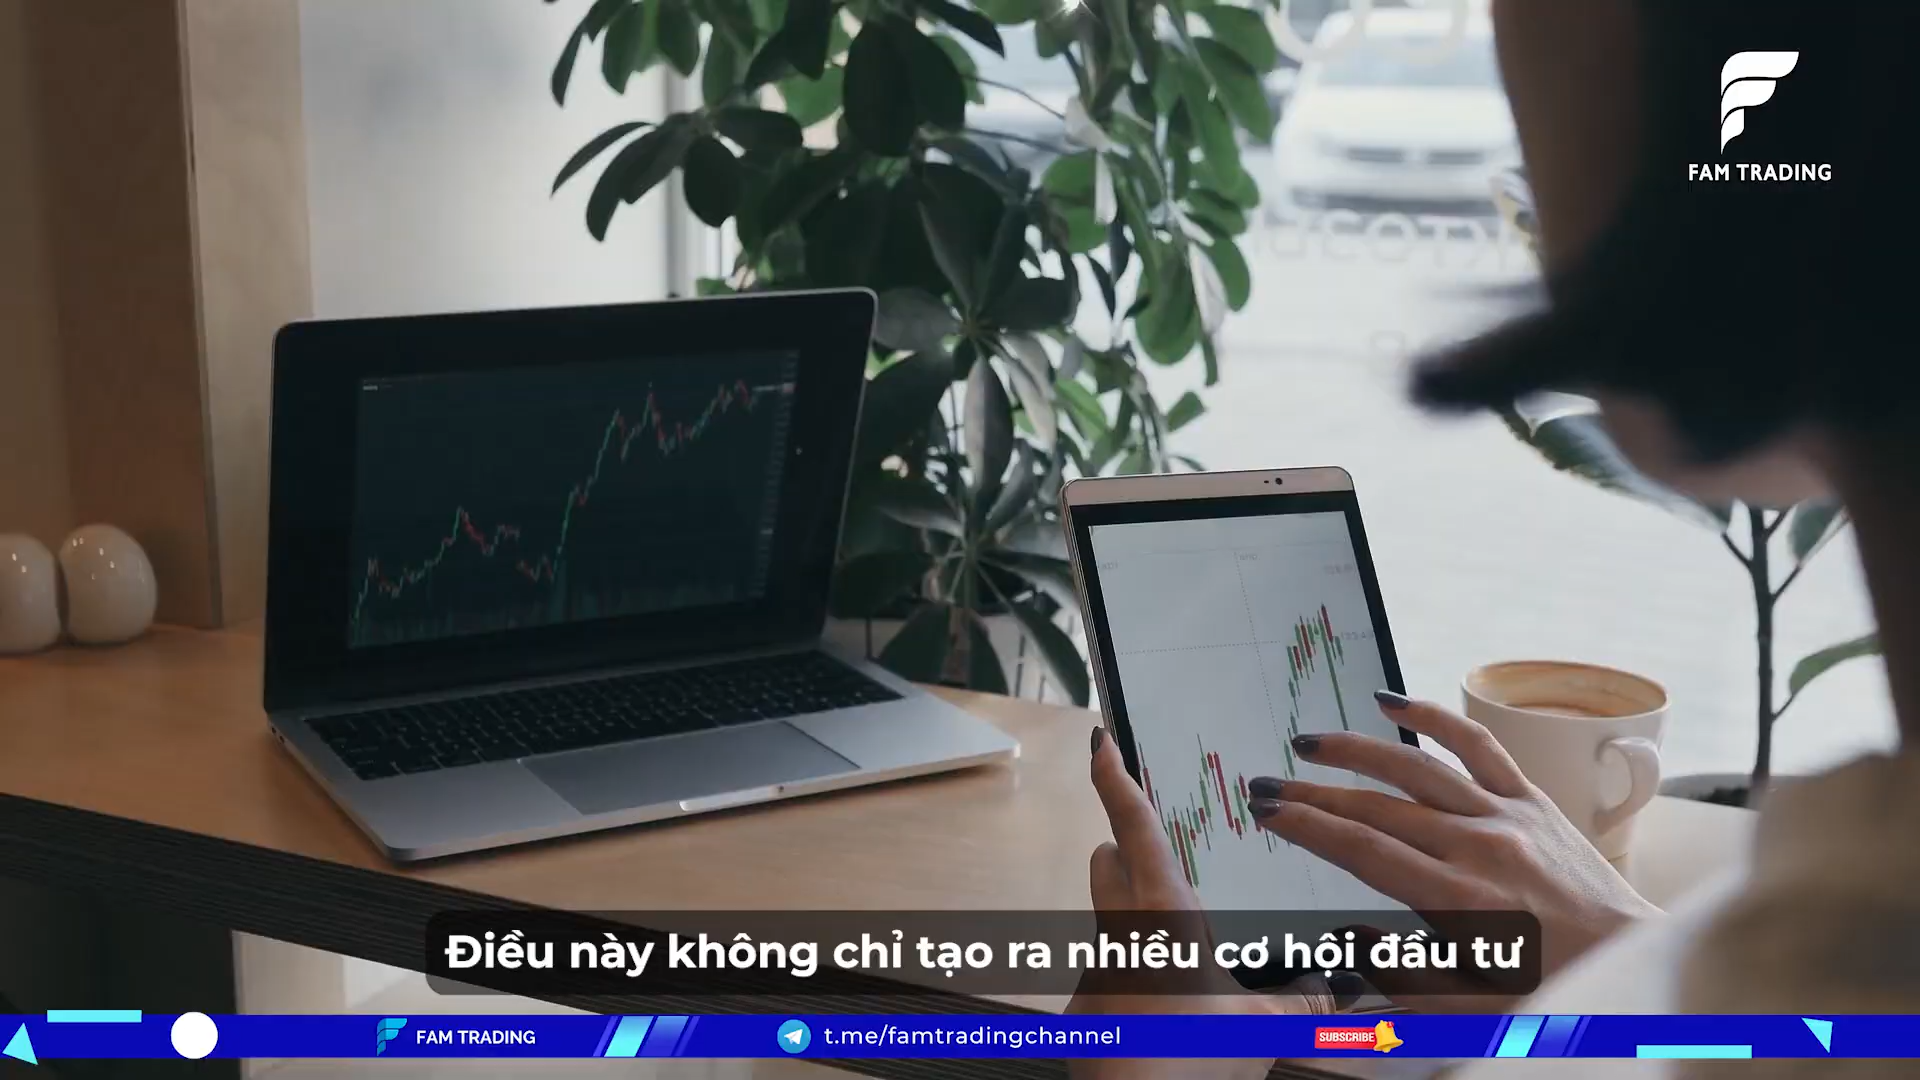 FAM TRADING
Điều này không chỉ tạo ra nhiều cơ hội đầu tư
FAM TRADING
t.me/famtradingchannel
SUBSCRIBE